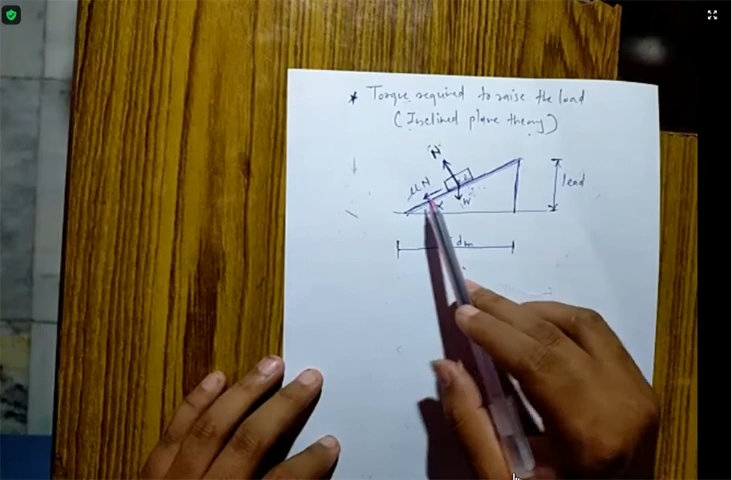 * Torque required to raise the load
(Inclined plane theory)
N
μN
W
α
lead
dm